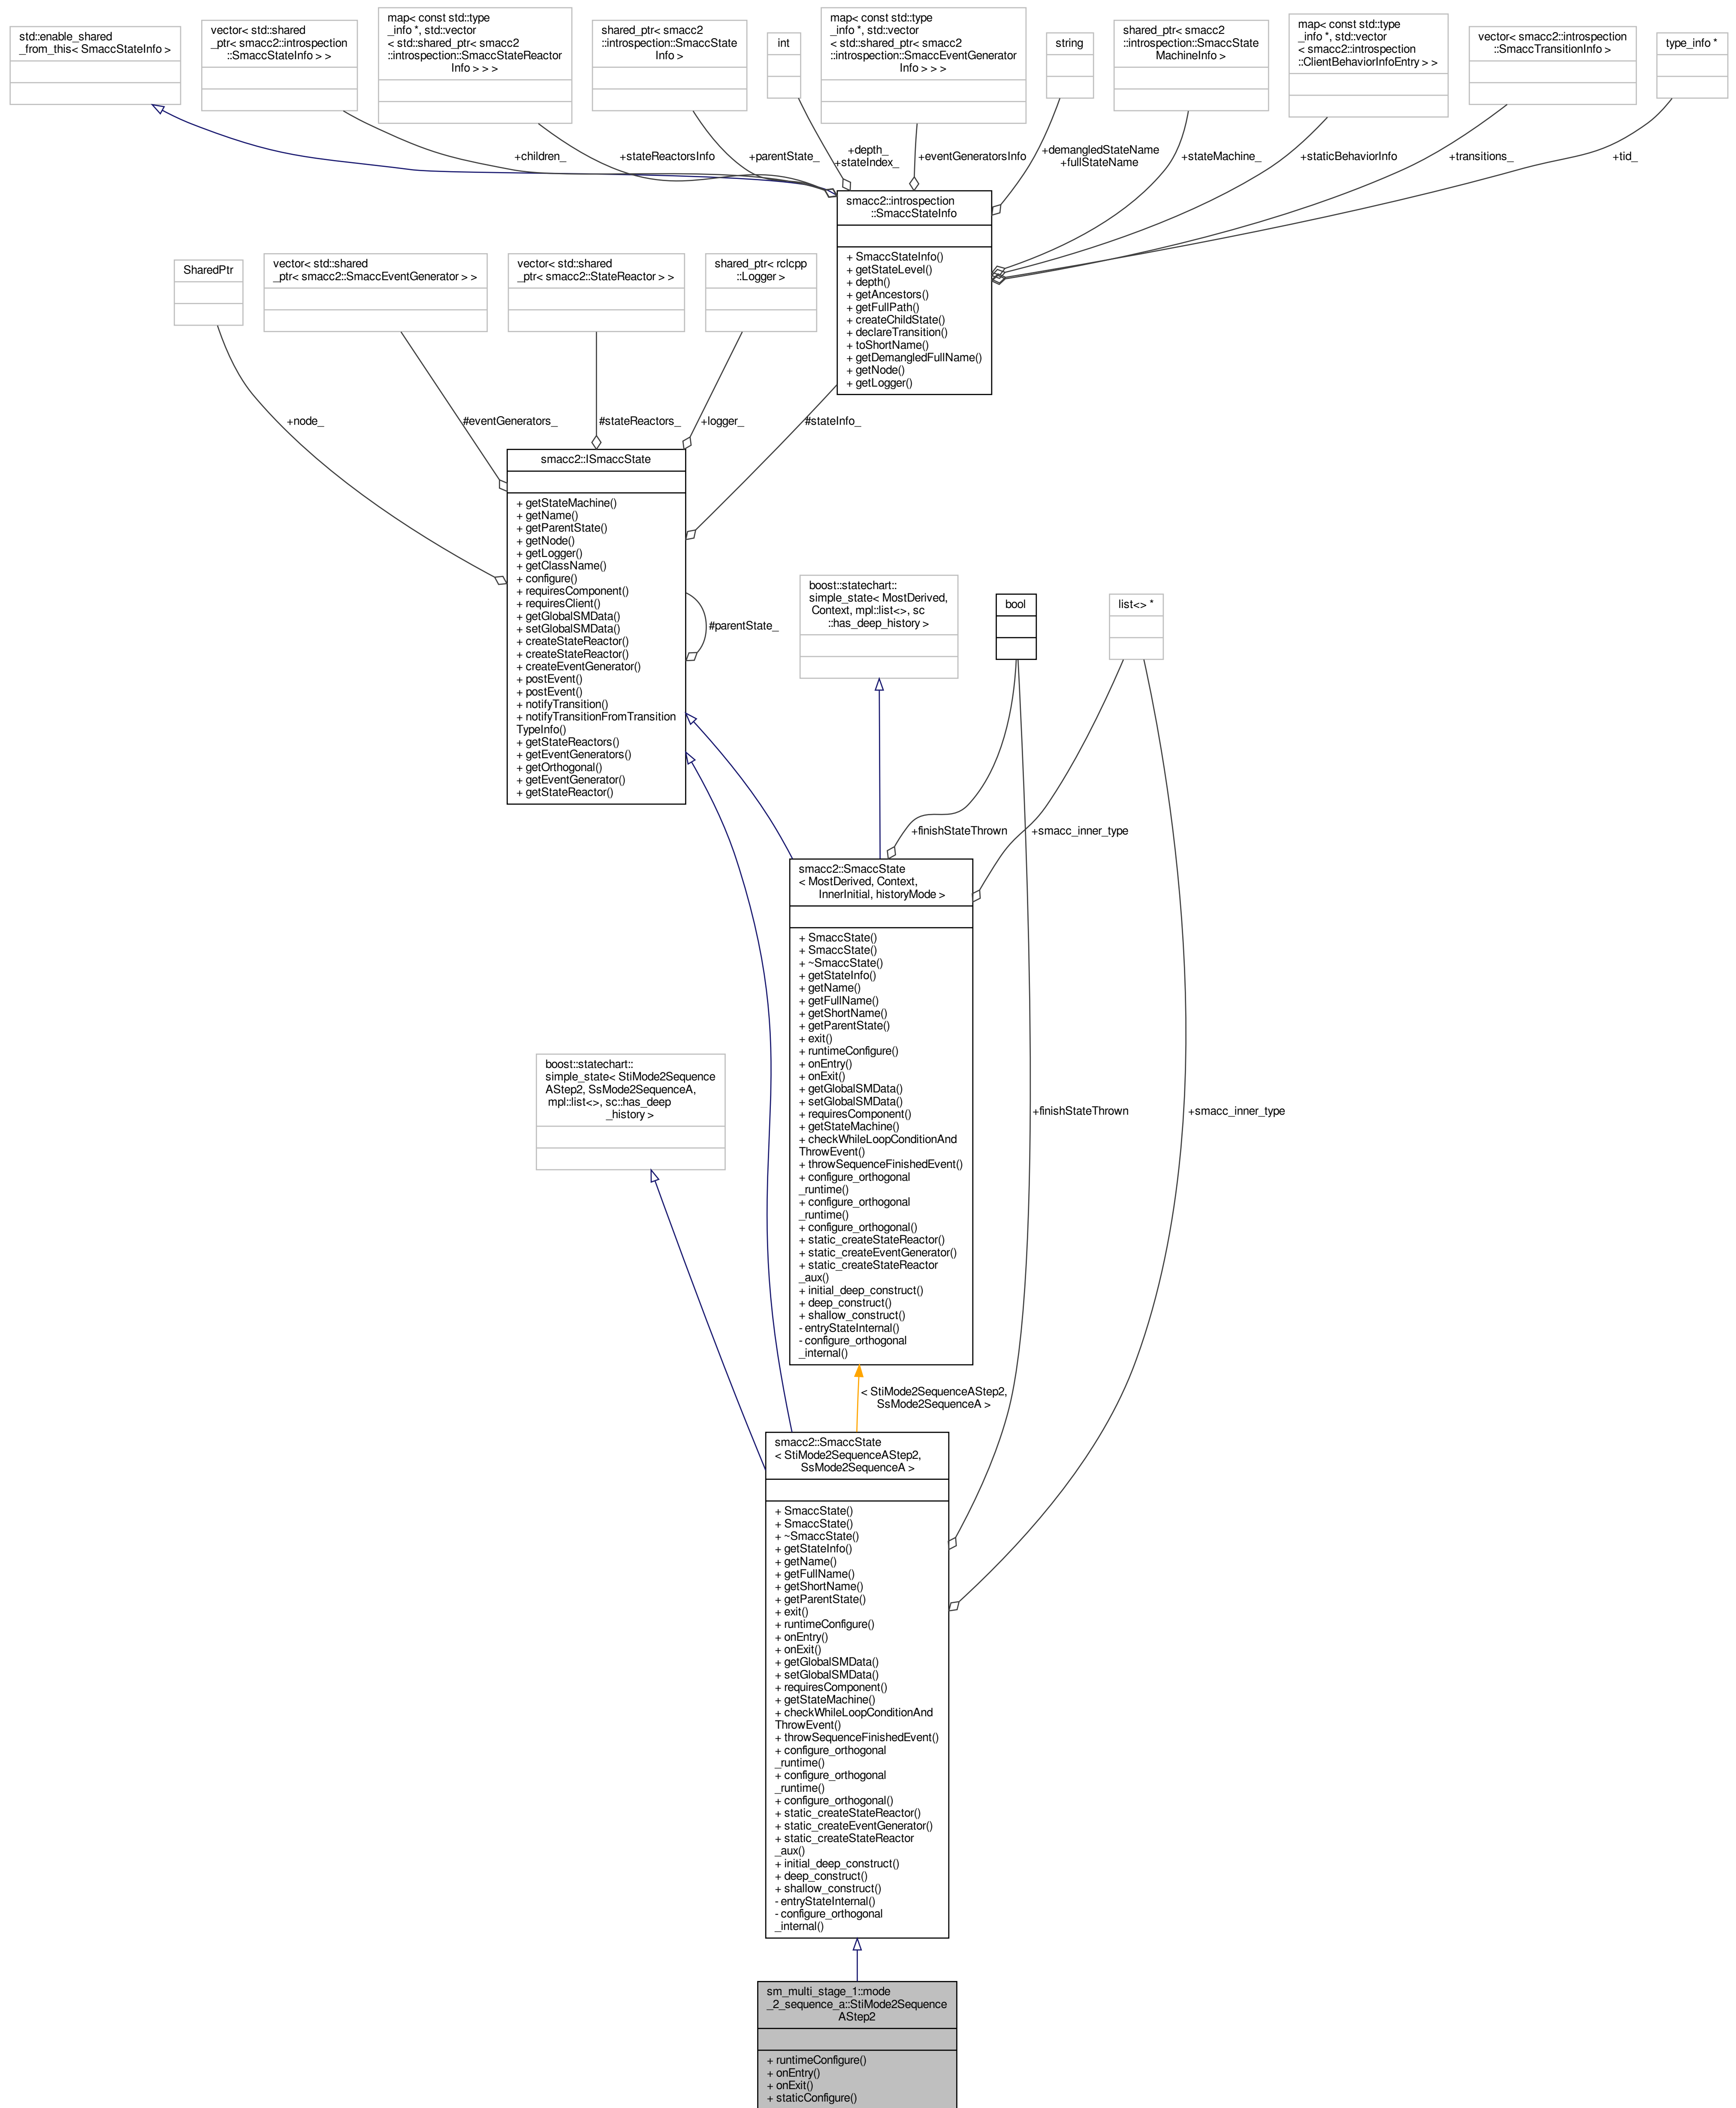 std::enable_shared
_from_this< SmaccStateInfo >
vector< std::shared
_ptr< smacc2::introspection
::SmaccStateInfo > >
map< const std::type
_info *, std::vector
< std::shared_ptr< smacc2
::introspection::SmaccStateReactor
Info > > >
shared_ptr< smacc2
::introspection::SmaccState
Info >
int
map< const std::type
_info *, std::vector
< std::shared_ptr< smacc2
::introspection::SmaccEventGenerator
Info > > >
string
shared_ptr< smacc2
::introspection::SmaccState
MachineInfo >
map< const std::type
_info *, std::vector
< smacc2::introspection
::ClientBehaviorInfoEntry > >
vector< smacc2::introspection
::SmaccTransitionInfo >
type_info *
+children_
+stateReactorsInfo
+parentState_
+depth_
+stateIndex_
+eventGeneratorsInfo
+demangledStateName
+fullStateName
+stateMachine_
+staticBehaviorInfo
+transitions_
+tid_
smacc2::introspection
::SmaccStateInfo
+ SmaccStateInfo()
+ getStateLevel()
+ depth()
+ getAncestors()
+ getFullPath()
+ createChildState()
+ declareTransition()
+ toShortName()
+ getDemangledFullName()
+ getNode()
+ getLogger()
SharedPtr
vector< std::shared
_ptr< smacc2::SmaccEventGenerator > >
vector< std::shared
_ptr< smacc2::StateReactor > >
shared_ptr< rclcpp
::Logger >
+node_
#eventGenerators_
#stateReactors_
+logger_
#stateInfo_
smacc2::ISmaccState
+ getStateMachine()
+ getName()
+ getParentState()
+ getNode()
+ getLogger()
+ getClassName()
+ configure()
+ requiresComponent()
+ requiresClient()
+ getGlobalSMData()
+ setGlobalSMData()
+ createStateReactor()
+ createStateReactor()
+ createEventGenerator()
+ postEvent()
+ postEvent()
+ notifyTransition()
+ notifyTransitionFromTransition
TypeInfo()
+ getStateReactors()
+ getEventGenerators()
+ getOrthogonal()
+ getEventGenerator()
+ getStateReactor()
#parentState_
boost::statechart::
simple_state< MostDerived,
Context, mpl::list<>, sc
::has_deep_history >
bool
list<> *
+finishStateThrown
+smacc_inner_type
smacc2::SmaccState
< MostDerived, Context,
InnerInitial, historyMode >
+ SmaccState()
+ SmaccState()
+ ~SmaccState()
+ getStateInfo()
+ getName()
+ getFullName()
+ getShortName()
+ getParentState()
+ exit()
+ runtimeConfigure()
+ onEntry()
+ onExit()
+ getGlobalSMData()
+ setGlobalSMData()
+ requiresComponent()
+ getStateMachine()
+ checkWhileLoopConditionAnd
ThrowEvent()
+ throwSequenceFinishedEvent()
+ configure_orthogonal
_runtime()
+ configure_orthogonal
_runtime()
+ configure_orthogonal()
+ static_createStateReactor()
+ static_createEventGenerator()
+ static_createStateReactor
_aux()
+ initial_deep_construct()
+ deep_construct()
+ shallow_construct()
- entryStateInternal()
- configure_orthogonal
_internal()
boost::statechart::
simple_state< StiMode2Sequence
AStep2, SsMode2SequenceA,
mpl::list<>, sc::has_deep
_history >
+finishStateThrown
+smacc_inner_type
< StiMode2SequenceAStep2,
SsMode2SequenceA >
smacc2::SmaccState
< StiMode2SequenceAStep2,
SsMode2SequenceA >
+ SmaccState()
+ SmaccState()
+ ~SmaccState()
+ getStateInfo()
+ getName()
+ getFullName()
+ getShortName()
+ getParentState()
+ exit()
+ runtimeConfigure()
+ onEntry()
+ onExit()
+ getGlobalSMData()
+ setGlobalSMData()
+ requiresComponent()
+ getStateMachine()
+ checkWhileLoopConditionAnd
ThrowEvent()
+ throwSequenceFinishedEvent()
+ configure_orthogonal
_runtime()
+ configure_orthogonal
_runtime()
+ configure_orthogonal()
+ static_createStateReactor()
+ static_createEventGenerator()
+ static_createStateReactor
_aux()
+ initial_deep_construct()
+ deep_construct()
+ shallow_construct()
- entryStateInternal()
- configure_orthogonal
_internal()
sm_multi_stage_1::mode
_2_sequence_a::StiMode2Sequence
AStep2
+ runtimeConfigure()
+ onEntry()
+ onExit()
+ staticConfigure()